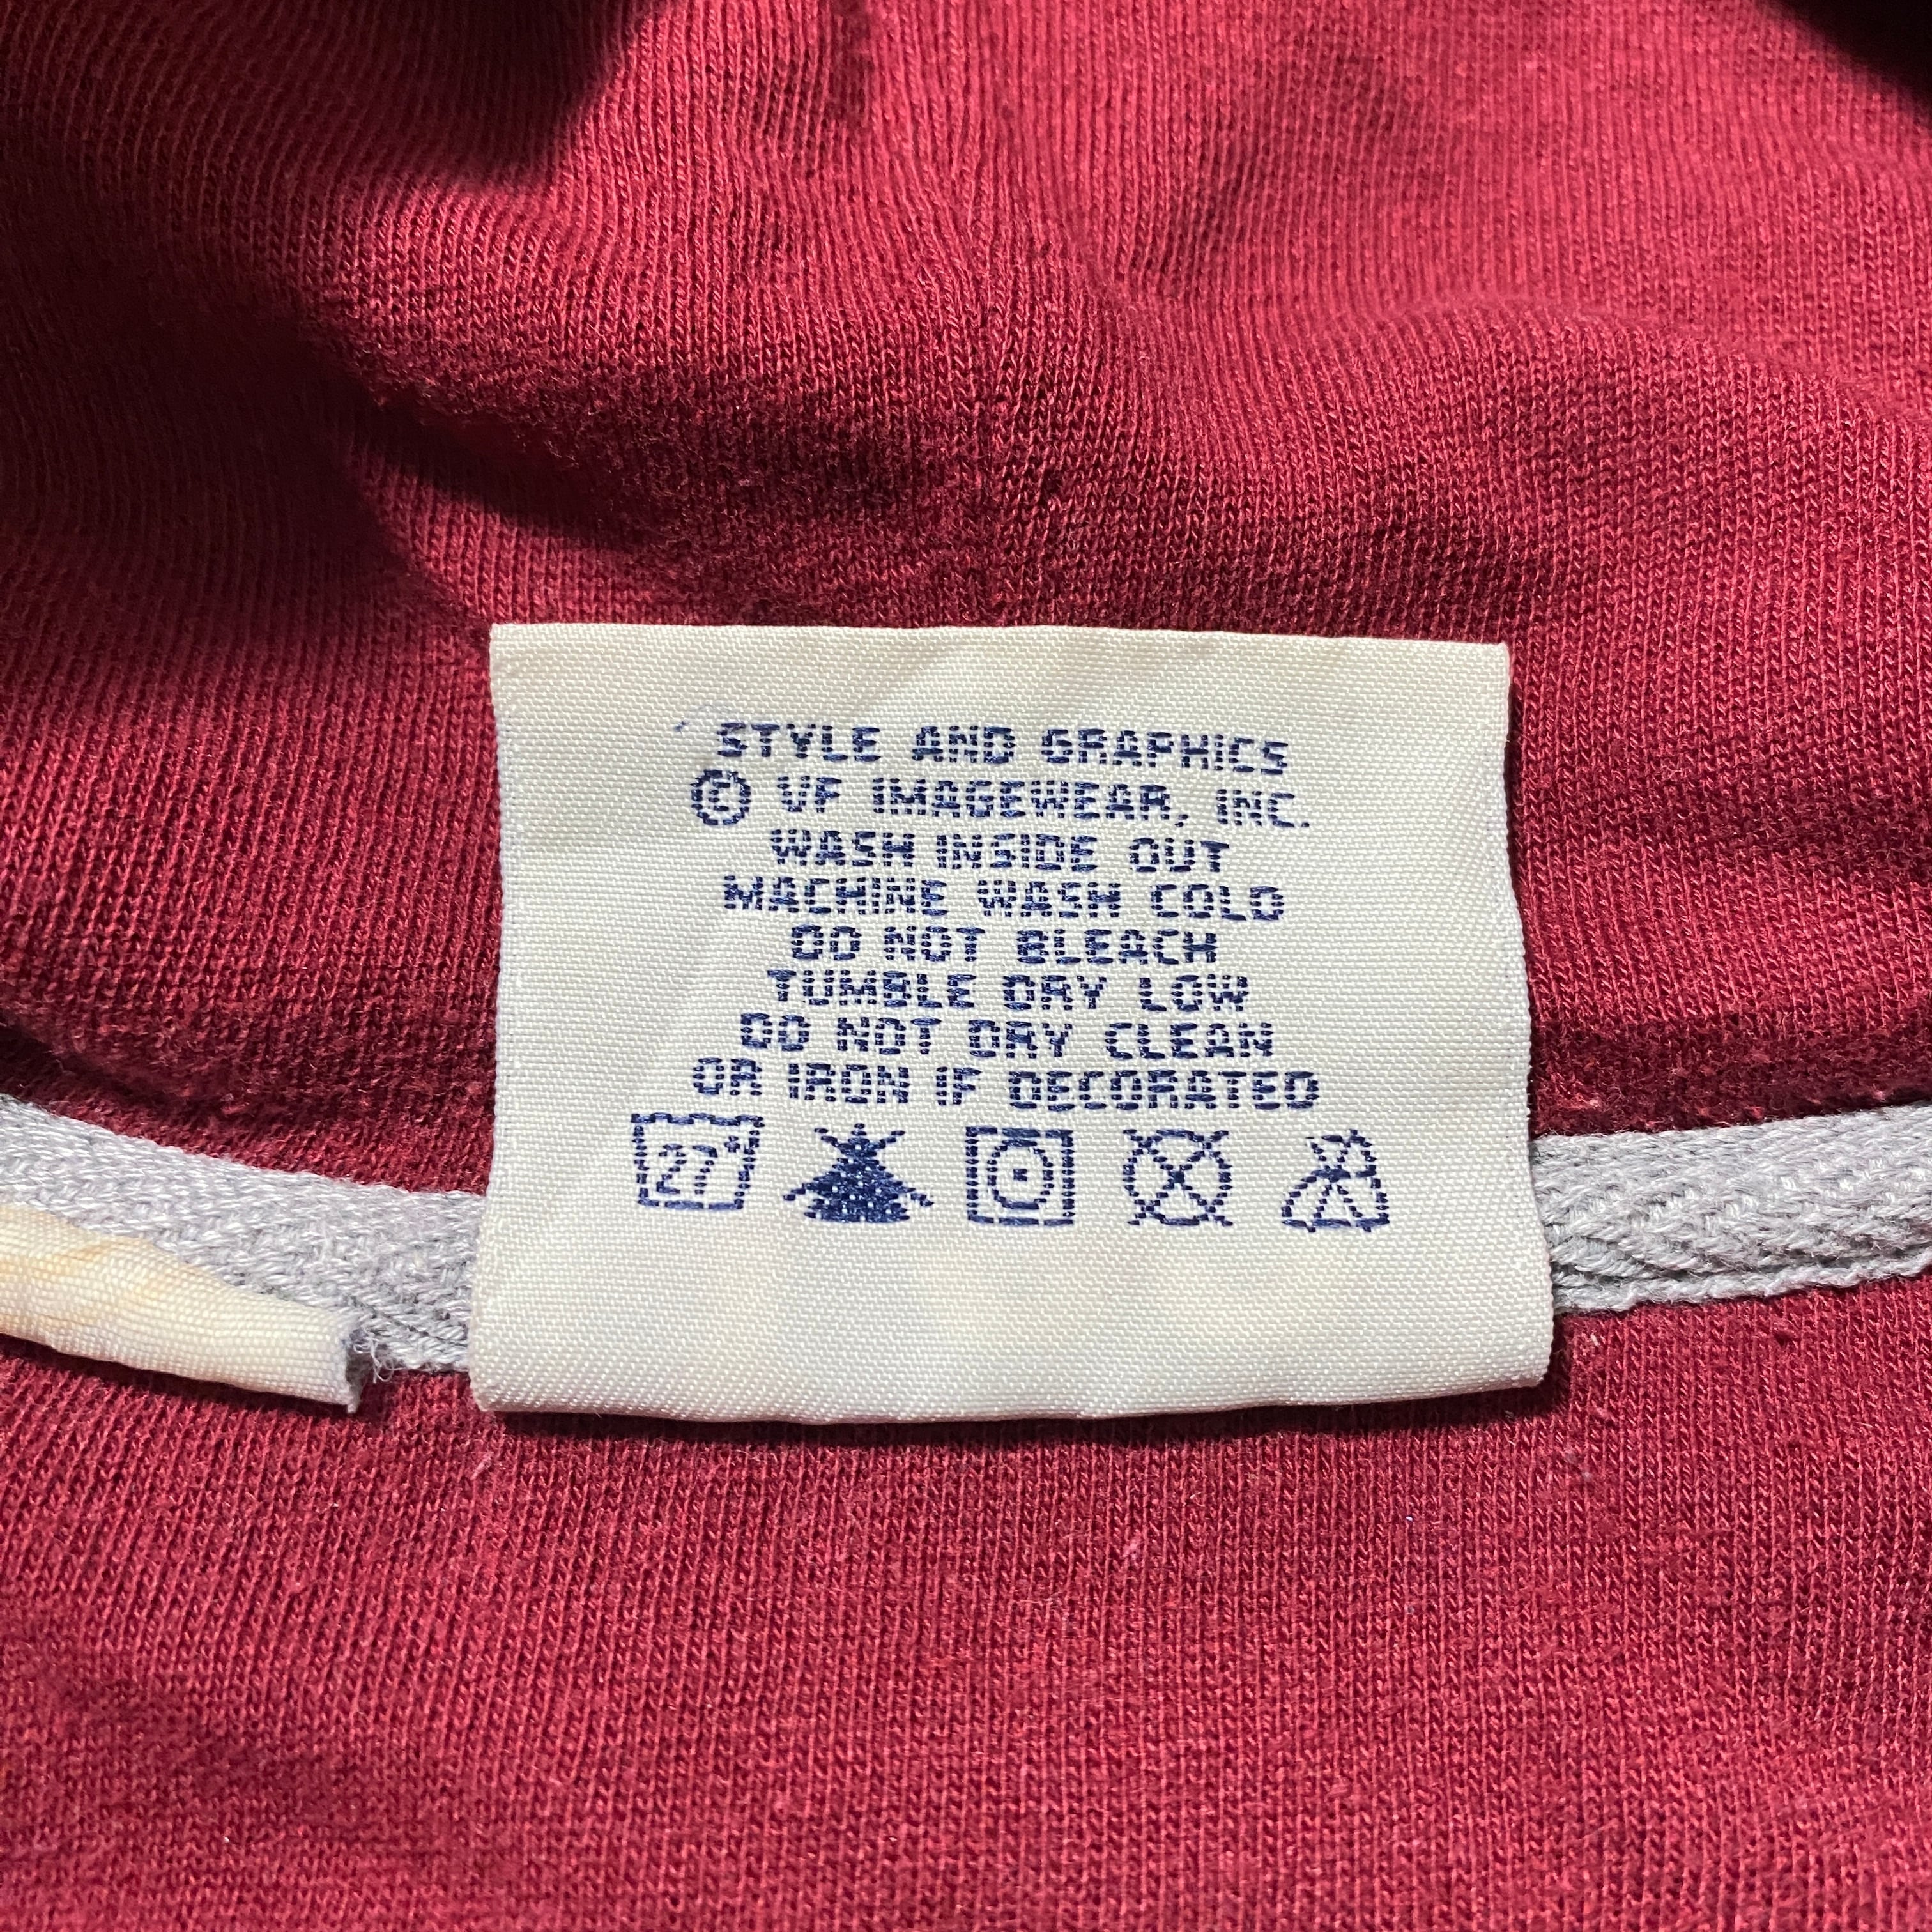 STYLE AND GRAPHICS
© VF IMAGEWEAR, INC.
WASH INSIDE OUT
MACHINE WASH COLD
DO NOT BLEACH
TUMBLE DRY LOW
DO NOT DRY CLEAN
OR IRON IF DECORATED
27°